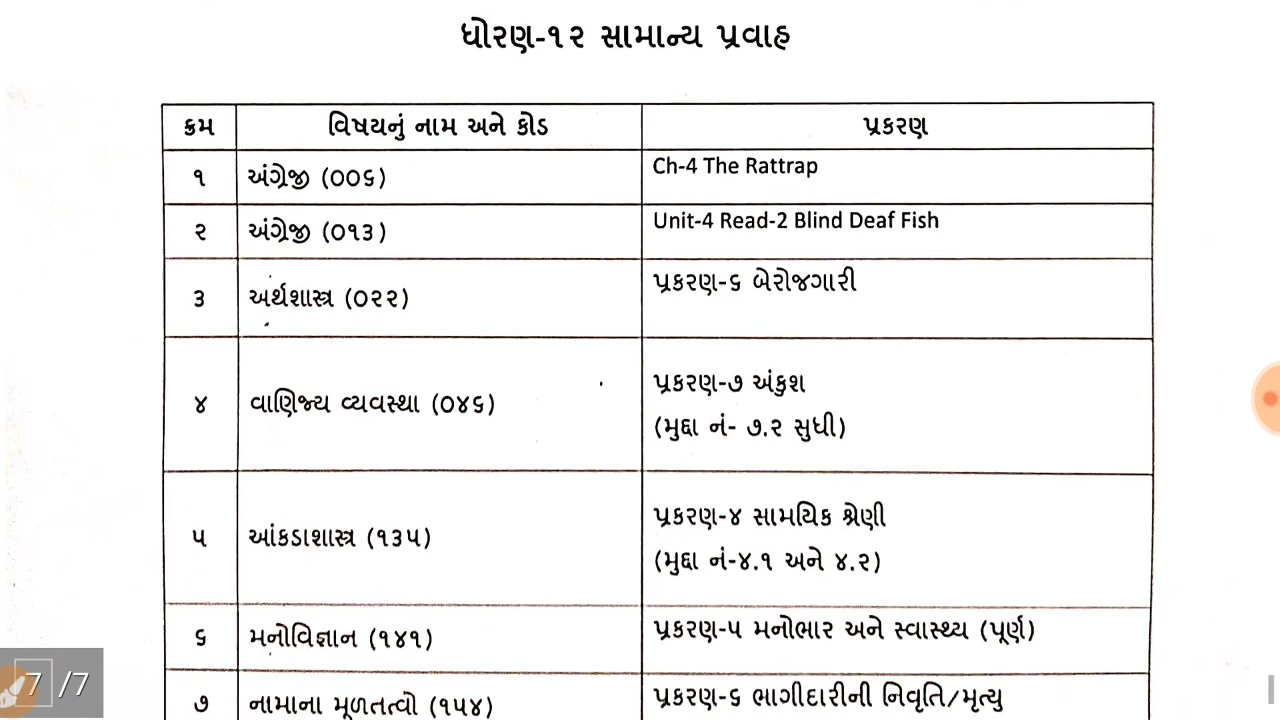 ધોરણ-૧૨ સામાન્ય પ્રવાહ
ક્રમ વિષયનું નામ અને કોડ પ્રકરણ
૧ અંગ્રેજી (૦૦૬) Ch-4 The Rattrap
૨ અંગ્રેજી (૦૧૩) Unit-4 Read-2 Blind Deaf Fish
૩ અર્થશાસ્ત્ર (૦૨૨) પ્રકરણ-૬ બેરોજગારી
૪ વાણિજ્ય વ્યવસ્થા (૦૪૬) પ્રકરણ-૭ અંકુશ
(મુદ્દા નં- ૭.૨ સુધી)
૫ આંકડાશાસ્ત્ર (૧૩૫) પ્રકરણ-૪ સામયિક શ્રેણી
(મુદ્દા નં-૪.૧ અને ૪.૨)
૬ મનોવિજ્ઞાન (૧૪૧) પ્રકરણ-૫ મનોભાર અને સ્વાસ્થ્ય (પૂર્ણ)
૭ નામાના મૂળતત્વો (૧૫૪) પ્રકરણ-૬ ભાગીદારીની નિવૃતિ/મૃત્યુ
7 /7